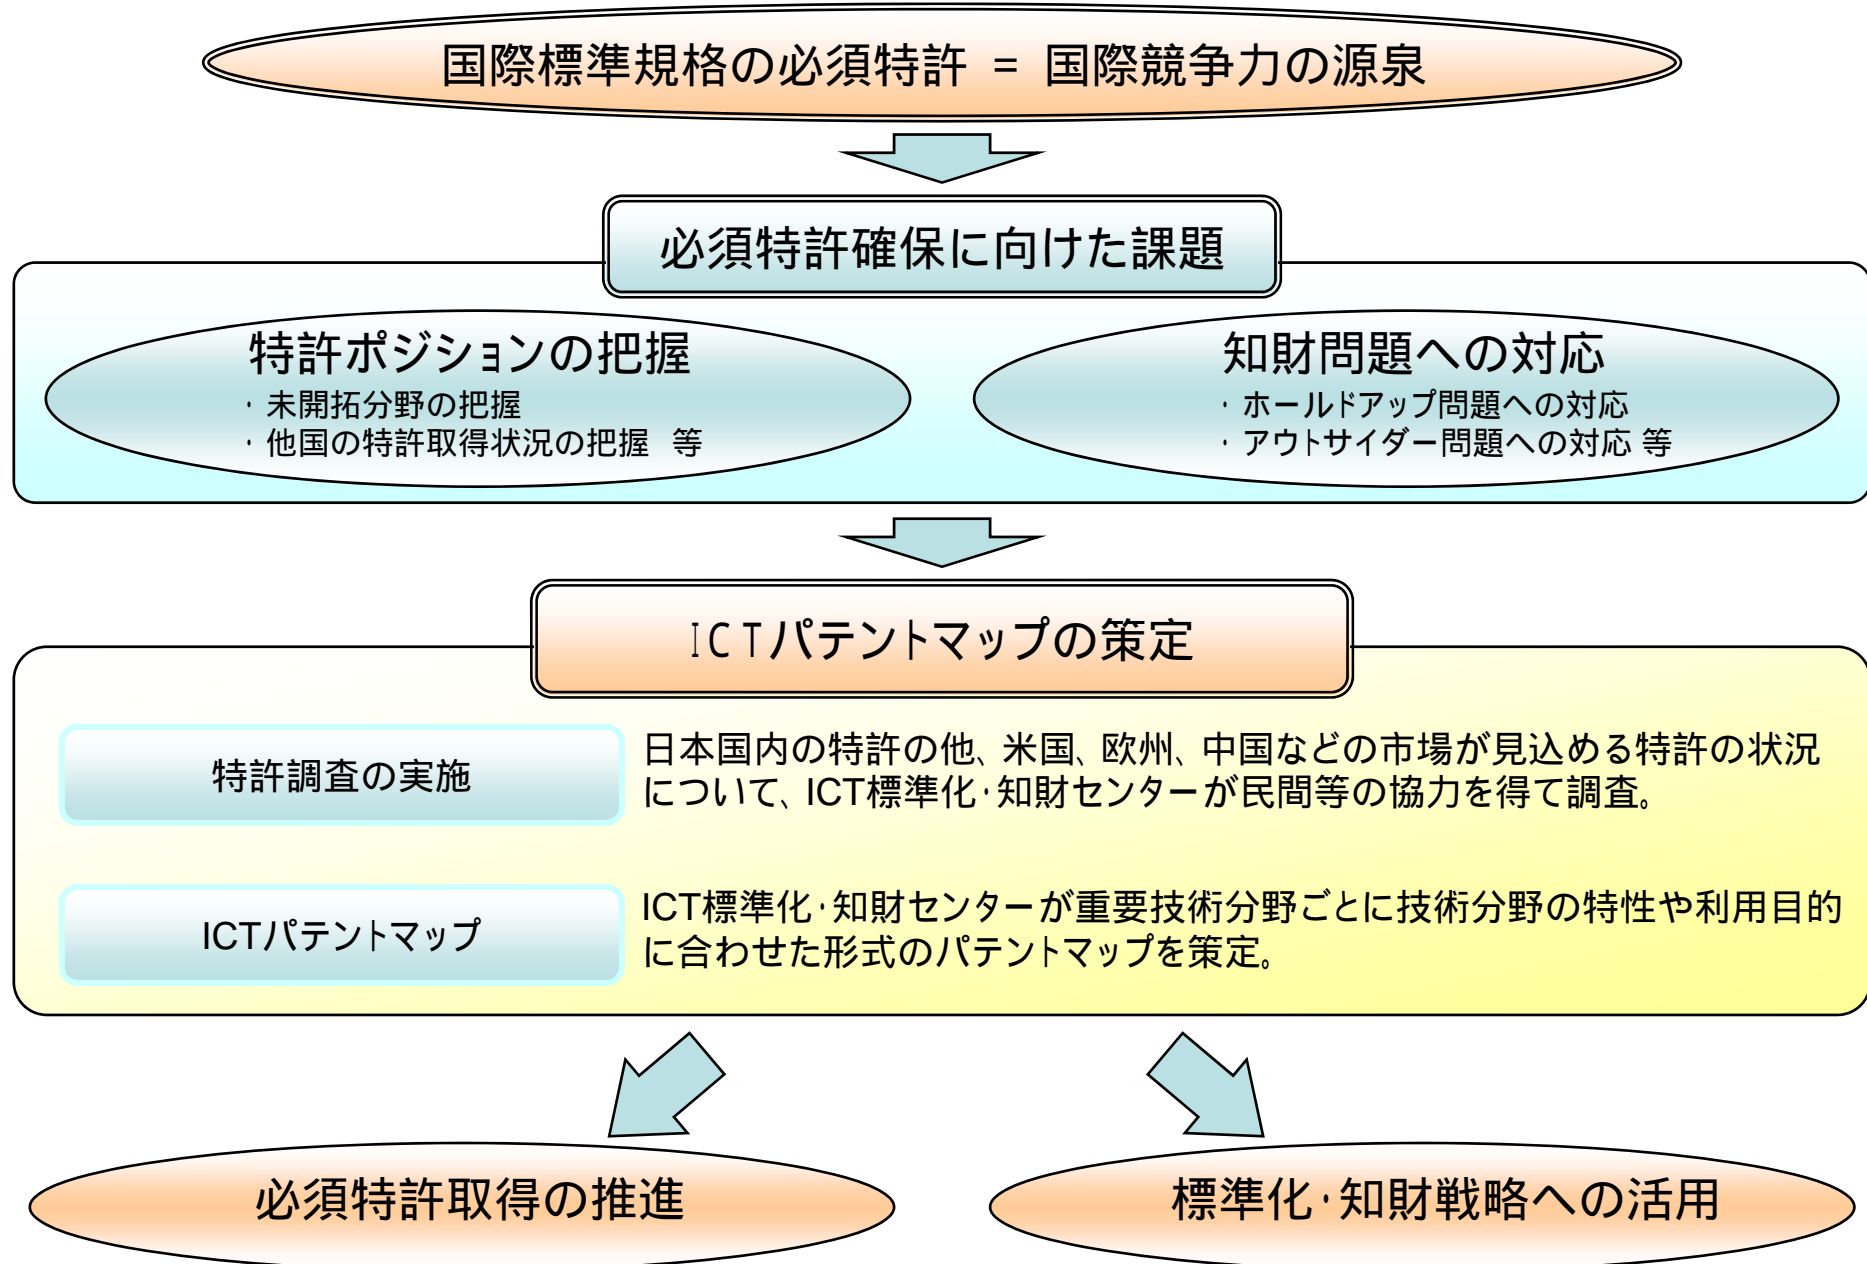 国際標準規格の必須特許 = 国際競争力の源泉
必須特許確保に向けた課題
特許ポジションの把握
・未開拓分野の把握
・他国の特許取得状況の把握 等
知財問題への対応
・ホールドアップ問題への対応
・アウトサイダー問題への対応 等
ICTパテントマップの策定
特許調査の実施
日本国内の特許の他、米国、欧州、中国などの市場が見込める特許の状況
について、ICT標準化・知財センターが民間等の協力を得て調査。
ICTパテントマップ
ICT標準化・知財センターが重要技術分野ごとに技術分野の特性や利用目的
に合わせた形式のパテントマップを策定。
必須特許取得の推進
標準化・知財戦略への活用